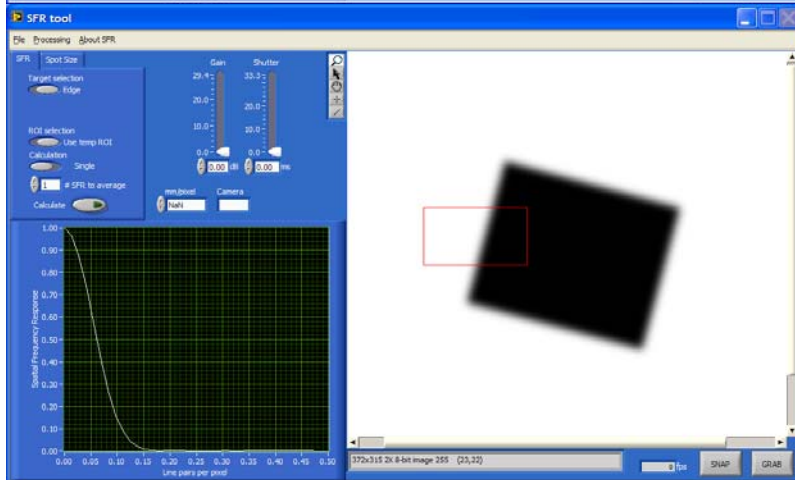 SFR tool
File Processing About SFR
SFR Spot Size
Target selection
Edge
ROI selection
Use temp ROI
Calculation
Single
1 # SFR to average
Calculate
Gain Shutter
29.4 33.3
20.0 20.0
10.0 10.0
0.0 0.0
0.00 dB 0.00 ms
mm/pixel Camera
NaN
Spatial Frequency Response
1.00
0.90
0.80
0.70
0.60
0.50
0.40
0.30
0.20
0.10
0.00
0.00 0.05 0.10 0.15 0.20 0.25 0.30 0.35 0.40 0.45 0.50
Line pairs per pixel
372x315 2X 8-bit image 255 (23,22)
0 fps SNAP GRAB